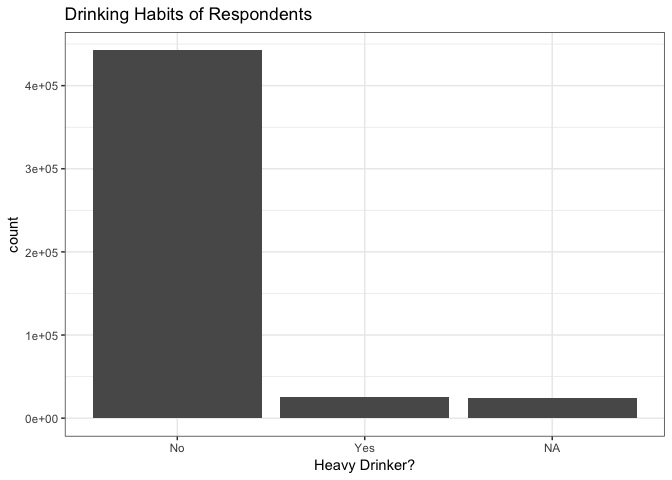 Drinking Habits of Respondents
4e+05
3e+05
2e+05
1e+05
0e+00
count
No Yes NA
Heavy Drinker?